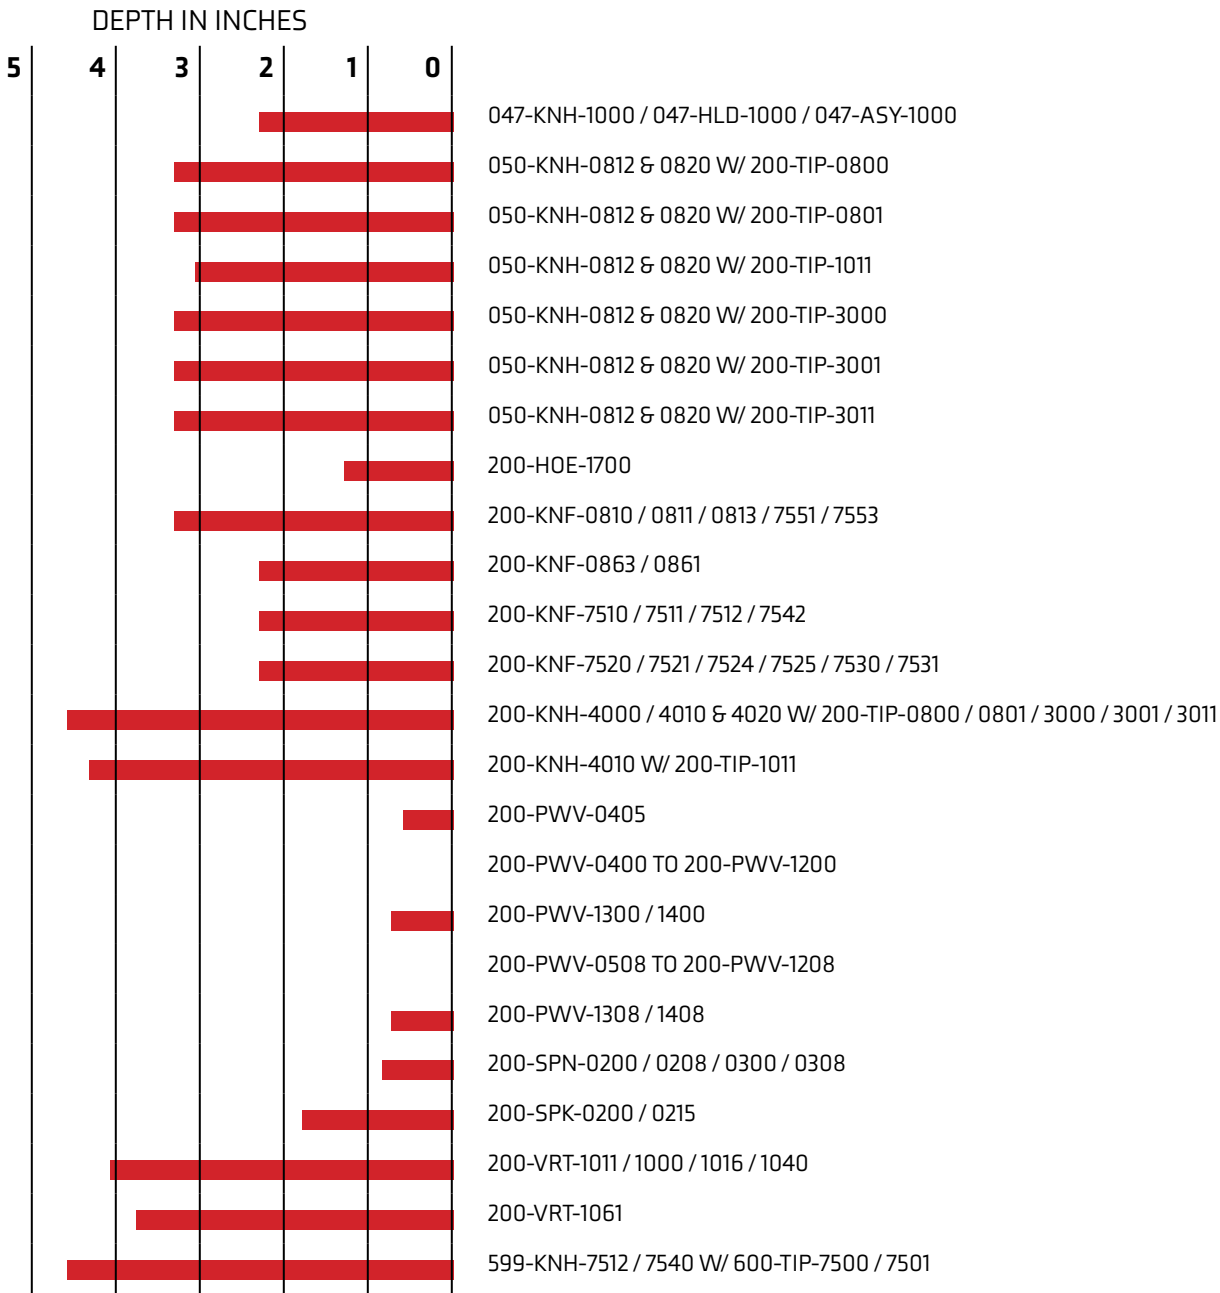 DEPTH IN INCHES
5 4 3 2 1 0
047-KNH-1000 / 047-HLD-1000 / 047-ASY-1000
050-KNH-0812 & 0820 W/ 200-TIP-0800
050-KNH-0812 & 0820 W/ 200-TIP-0801
050-KNH-0812 & 0820 W/ 200-TIP-1011
050-KNH-0812 & 0820 W/ 200-TIP-3000
050-KNH-0812 & 0820 W/ 200-TIP-3001
050-KNH-0812 & 0820 W/ 200-TIP-3011
200-HOE-1700
200-KNF-0810 / 0811 / 0813 / 7551 / 7553
200-KNF-0863 / 0861
200-KNF-7510 / 7511 / 7512 / 7542
200-KNF-7520 / 7521 / 7524 / 7525 / 7530 / 7531
200-KNH-4000 / 4010 & 4020 W/ 200-TIP-0800 / 0801 / 3000 / 3001 / 3011
200-KNH-4010 W/ 200-TIP-1011
200-PWV-0405
200-PWV-0400 TO 200-PWV-1200
200-PWV-1300 / 1400
200-PWV-0508 TO 200-PWV-1208
200-PWV-1308 / 1408
200-SPN-0200 / 0208 / 0300 / 0308
200-SPK-0200 / 0215
200-VRT-1011 / 1000 / 1016 / 1040
200-VRT-1061
599-KNH-7512 / 7540 W/ 600-TIP-7500 / 7501